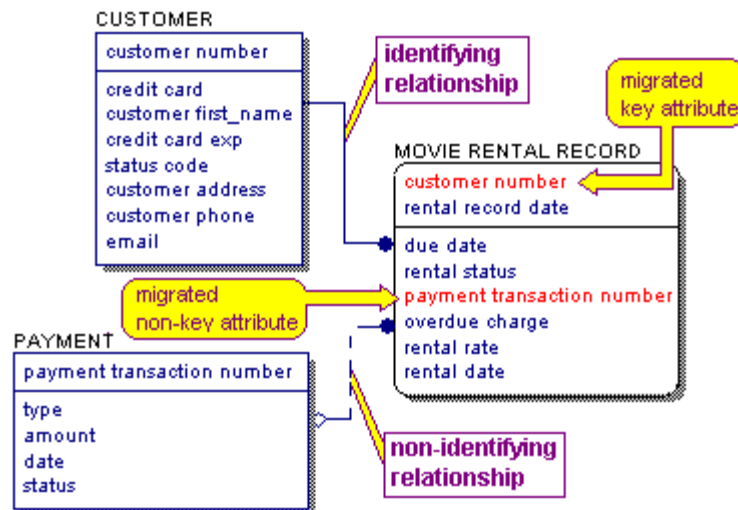 CUSTOMER
customer number
credit card
customer first_name
credit card exp
status code
customer address
customer phone
email
identifying
relationship
migrated
key attribute
MOVIE RENTAL RECORD
customer number
rental record date
due date
rental status
payment transaction number
overdue charge
rental rate
rental date
migrated
non-key attribute
PAYMENT
payment transaction number
type
amount
date
status
non-identifying
relationship